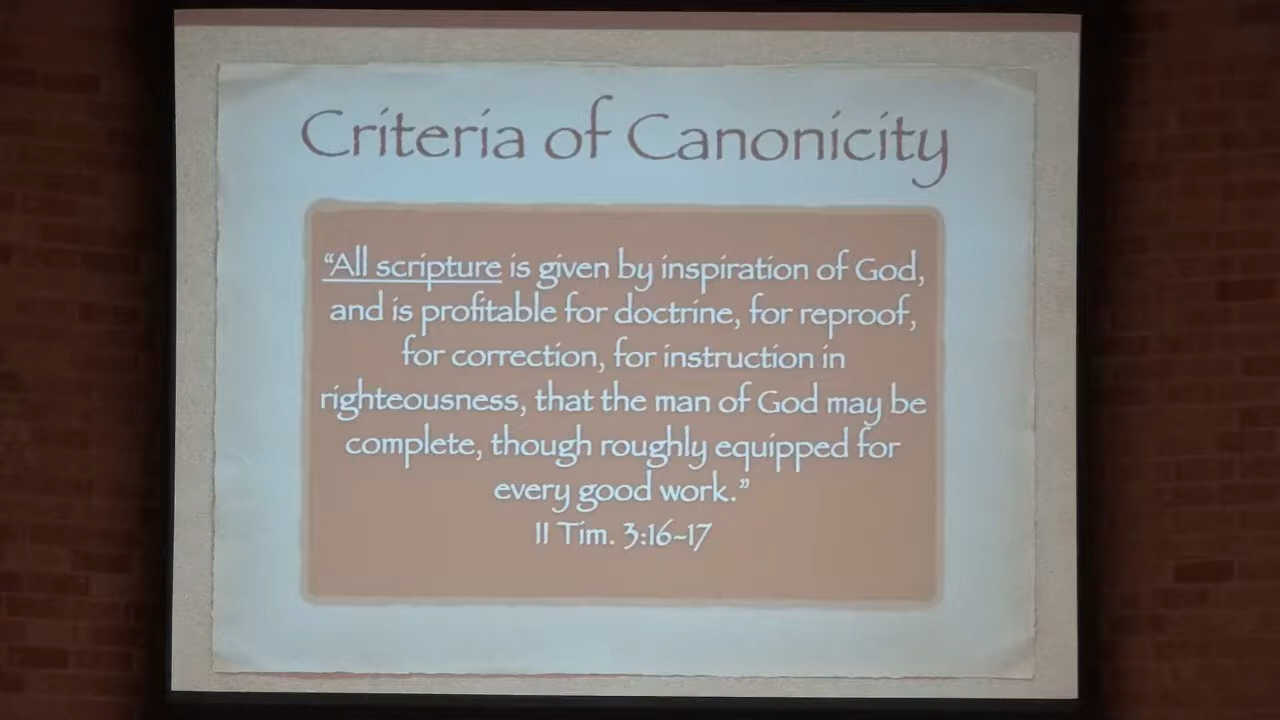 Criteria of Canonicity
“All scripture is given by inspiration of God,
and is profitable for doctrine, for reproof,
for correction, for instruction in
righteousness, that the man of God may be
complete, though roughly equipped for
every good work.”
II Tim. 3:16-17